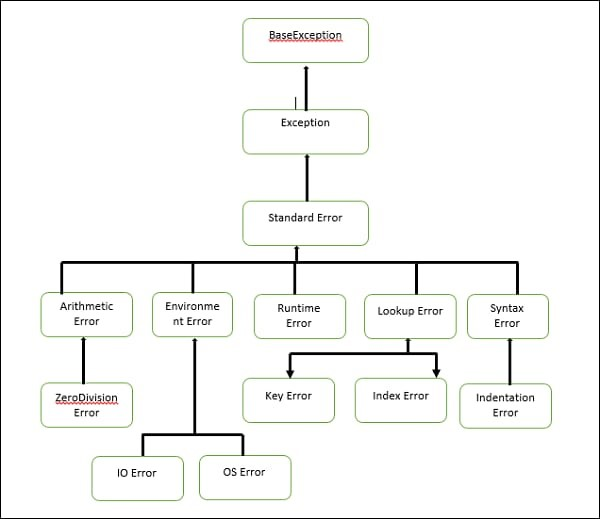 BaseException
Exception
Standard Error
Arithmetic
Error
Environme
nt Error
Runtime
Error
Lookup Error
Syntax
Error
ZeroDivision
Error
Key Error
Index Error
Indentation
Error
IO Error
OS Error